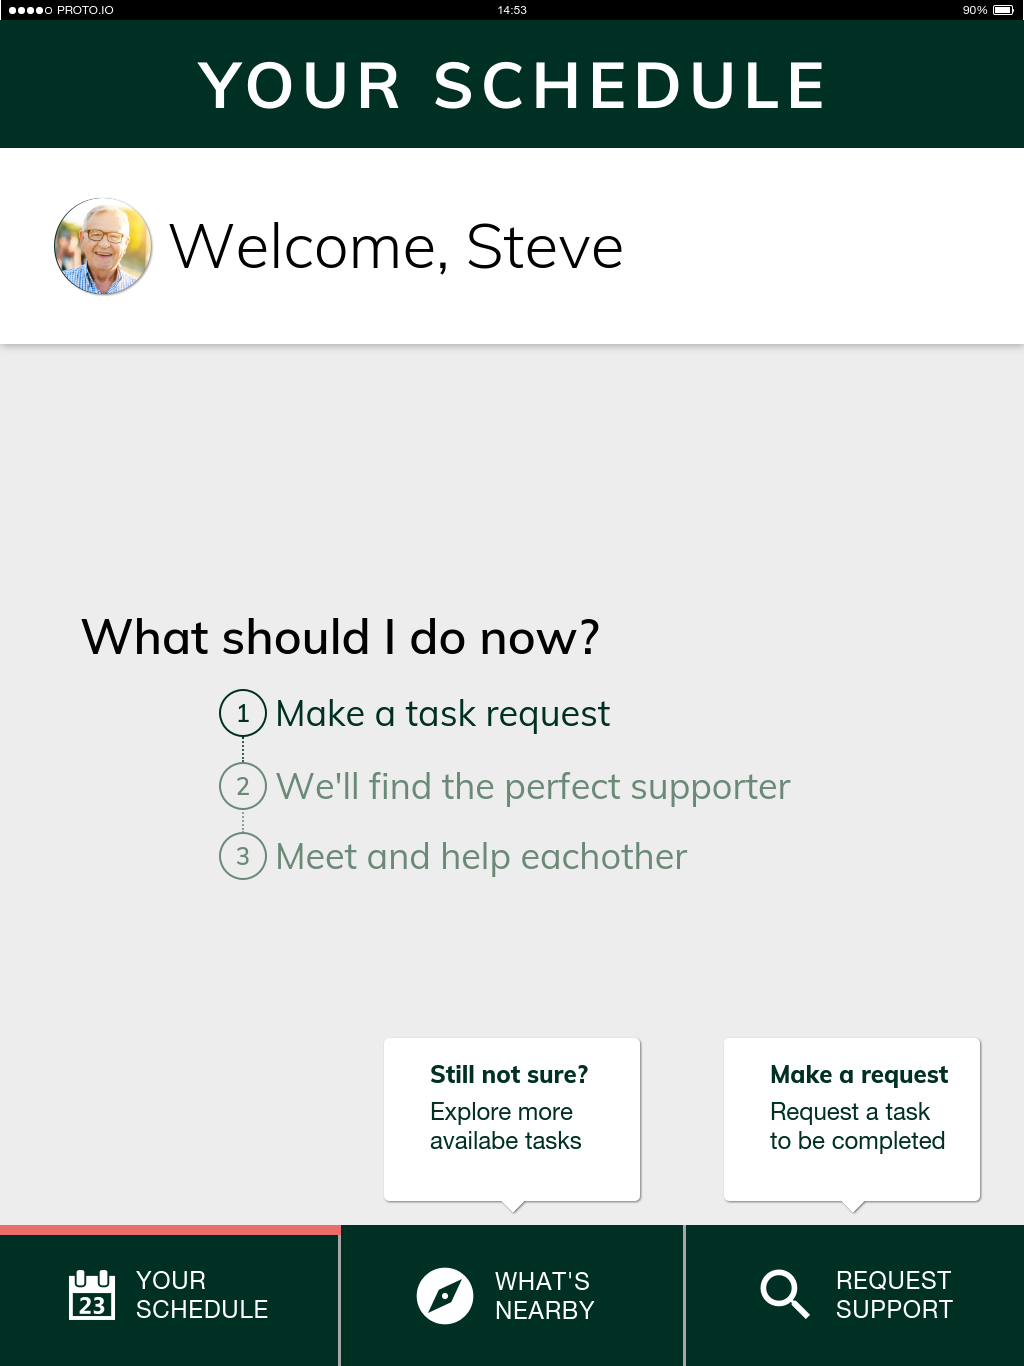 PROTO.IO 14:53 90%
YOUR SCHEDULE
Welcome, Steve
What should I do now?
1 Make a task request
2 We'll find the perfect supporter
3 Meet and help eachother
Still not sure?
Explore more
availabe tasks
Make a request
Request a task
to be completed
23
YOUR
SCHEDULE
WHAT'S
NEARBY
REQUEST
SUPPORT